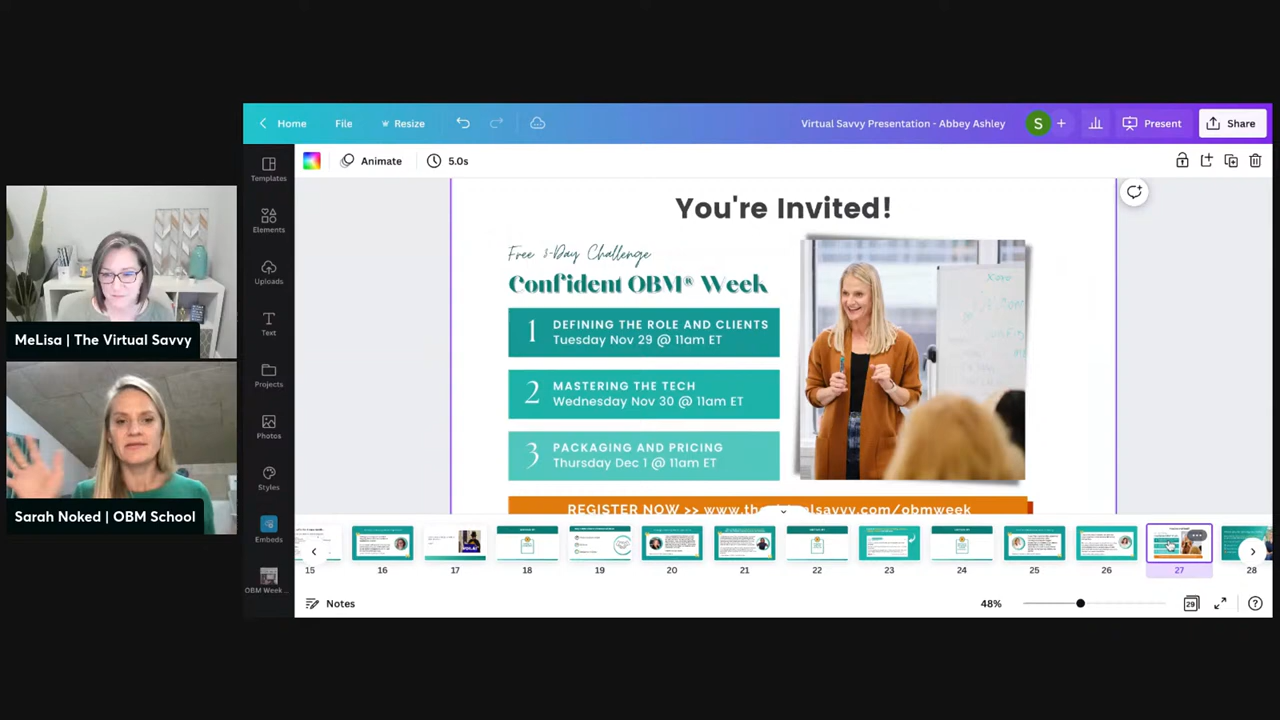 Home
File
Resize
Virtual Savvy Presentation - Abbey Ashley
S
Present
Share
Animate
5.0s
Templates
Elements
Uploads
Text
Projects
Photos
Styles
Embeds
OBM Week ...
You're Invited!
Free 3-Day Challenge
Confident OBM® Week
1
DEFINING THE ROLE AND CLIENTS
Tuesday Nov 29 @ 11am ET
2
MASTERING THE TECH
Wednesday Nov 30 @ 11am ET
3
PACKAGING AND PRICING
Thursday Dec 1 @ 11am ET
REGISTER NOW >> www.thevirtualsavvy.com/obmweek
MeLisa | The Virtual Savvy
Sarah Noked | OBM School
15
16
17
18
19
20
21
22
23
24
25
26
27
28
Notes
48%
29